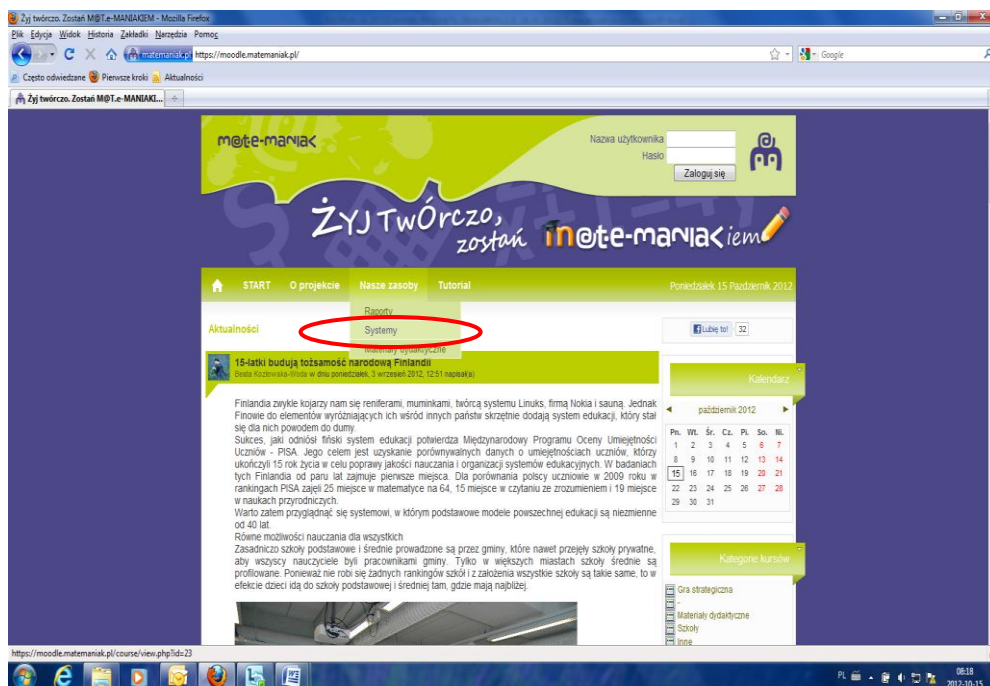 Żyj twórczo. Zostań M@T.e-MANIAKIEM - Mozilla Firefox
Plik Edycja Widok Historia Zakładki Narzędzia Pomoc
matemaniak.pl https://moodle.matemaniak.pl/
Google
Często odwiedzane Pierwsze kroki Aktualności
Żyj twórczo. Zostań M@T.e-MANIAKI...
m@te-maniak
Nazwa użytkownika
Hasło
Zaloguj się
Żyj Twórczo,
zostań m@te-maniakiem
START O projekcie Nasze zasoby Tutorial Poniedziałek 15 Październik 2012
Raporty
Systemy
Materiały dydaktyczne
Aktualności
Lubię to! 32
15-latki budują tożsamość narodową Finlandii
Beata Kozłowska-Woda w dniu poniedziałek, 3 wrzesień 2012, 12:51 napisał(a)
Finlandia zwykle kojarzy nam się reniferami, muminkami, twórcą systemu Linuks, firmą Nokia i sauną. Jednak
Finowie do elementów wyróżniających ich wśród innych państw skrzętnie dodają system edukacji, który stał
się dla nich powodem do dumy.
Sukces, jaki odniósł fiński system edukacji potwierdza Międzynarodowy Programu Oceny Umiejętności
Uczniów - PISA. Jego celem jest uzyskanie porównywalnych danych o umiejętnościach uczniów, którzy
ukończyli 15 rok życia w celu poprawy jakości nauczania i organizacji systemów edukacyjnych. W badaniach
tych Finlandia od paru lat zajmuje pierwsze miejsca. Dla porównania polscy uczniowie w 2009 roku w
rankingach PISA zajęli 25 miejsce w matematyce na 64, 15 miejsce w czytaniu ze zrozumieniem i 19 miejsce
w naukach przyrodniczych.
Warto zatem przyglądnąć się systemowi, w którym podstawowe modele powszechnej edukacji są niezmienne
od 40 lat.
Równe możliwości nauczania dla wszystkich
Zasadniczo szkoły podstawowe i średnie prowadzone są przez gminy, które nawet przejęły szkoły prywatne,
aby wszyscy nauczyciele byli pracownikami gminy. Tylko w większych miastach szkoły średnie są
profilowane. Ponieważ nie robi się żadnych rankingów szkół i z założenia wszystkie szkoły są takie same, to w
efekcie dzieci idą do szkoły podstawowej i średniej tam, gdzie mają najbliżej.
Kalendarz
październik 2012
Pn. Wt. Śr. Cz. Pi. So. Ni.
1 2 3 4 5 6 7
8 9 10 11 12 13 14
15 16 17 18 19 20 21
22 23 24 25 26 27 28
29 30 31
Kategorie kursów
Gra strategiczna
-
Materiały dydaktyczne
Szkoły
Inne
https://moodle.matemaniak.pl/course/view.php?id=23
PL 06:18
2012-10-15